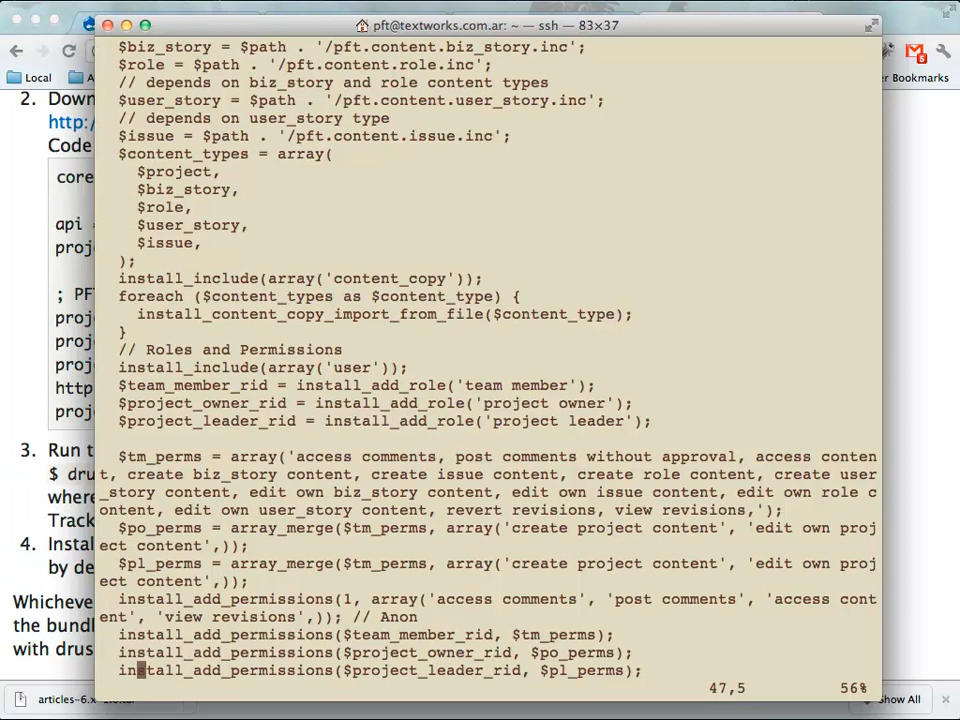 pft@textworks.com.ar: ~ — ssh — 83×37
$biz_story = $path . '/pft.content.biz_story.inc';
$role = $path . '/pft.content.role.inc';
// depends on biz_story and role content types
$user_story = $path . '/pft.content.user_story.inc';
// depends on user_story type
$issue = $path . '/pft.content.issue.inc';
$content_types = array(
$project,
$biz_story,
$role,
$user_story,
$issue,
);
install_include(array('content_copy'));
foreach ($content_types as $content_type) {
install_content_copy_import_from_file($content_type);
}
// Roles and Permissions
install_include(array('user'));
$team_member_rid = install_add_role('team member');
$project_owner_rid = install_add_role('project owner');
$project_leader_rid = install_add_role('project leader');
$tm_perms = array('access comments, post comments without approval, access conten
t, create biz_story content, create issue content, create role content, create user
_story content, edit own biz_story content, edit own issue content, edit own role c
ontent, edit own user_story content, revert revisions, view revisions,');
$po_perms = array_merge($tm_perms, array('create project content', 'edit own proj
ect content',));
$pl_perms = array_merge($tm_perms, array('create project content', 'edit own proj
ect content',));
install_add_permissions(1, array('access comments', 'post comments', 'access cont
ent', 'view revisions',)); // Anon
install_add_permissions($team_member_rid, $tm_perms);
install_add_permissions($project_owner_rid, $po_perms);
install_add_permissions($project_leader_rid, $pl_perms);
47,5 56%
Local
5
r Bookmarks
2. Down
http:/
Code
core
api =
proj
; PF
proj
proj
proj
http
proj
3. Run t
$ dru
where
Track
4. Instal
by de
Whicheve
the bund
with drus
articles-6.x
Show All